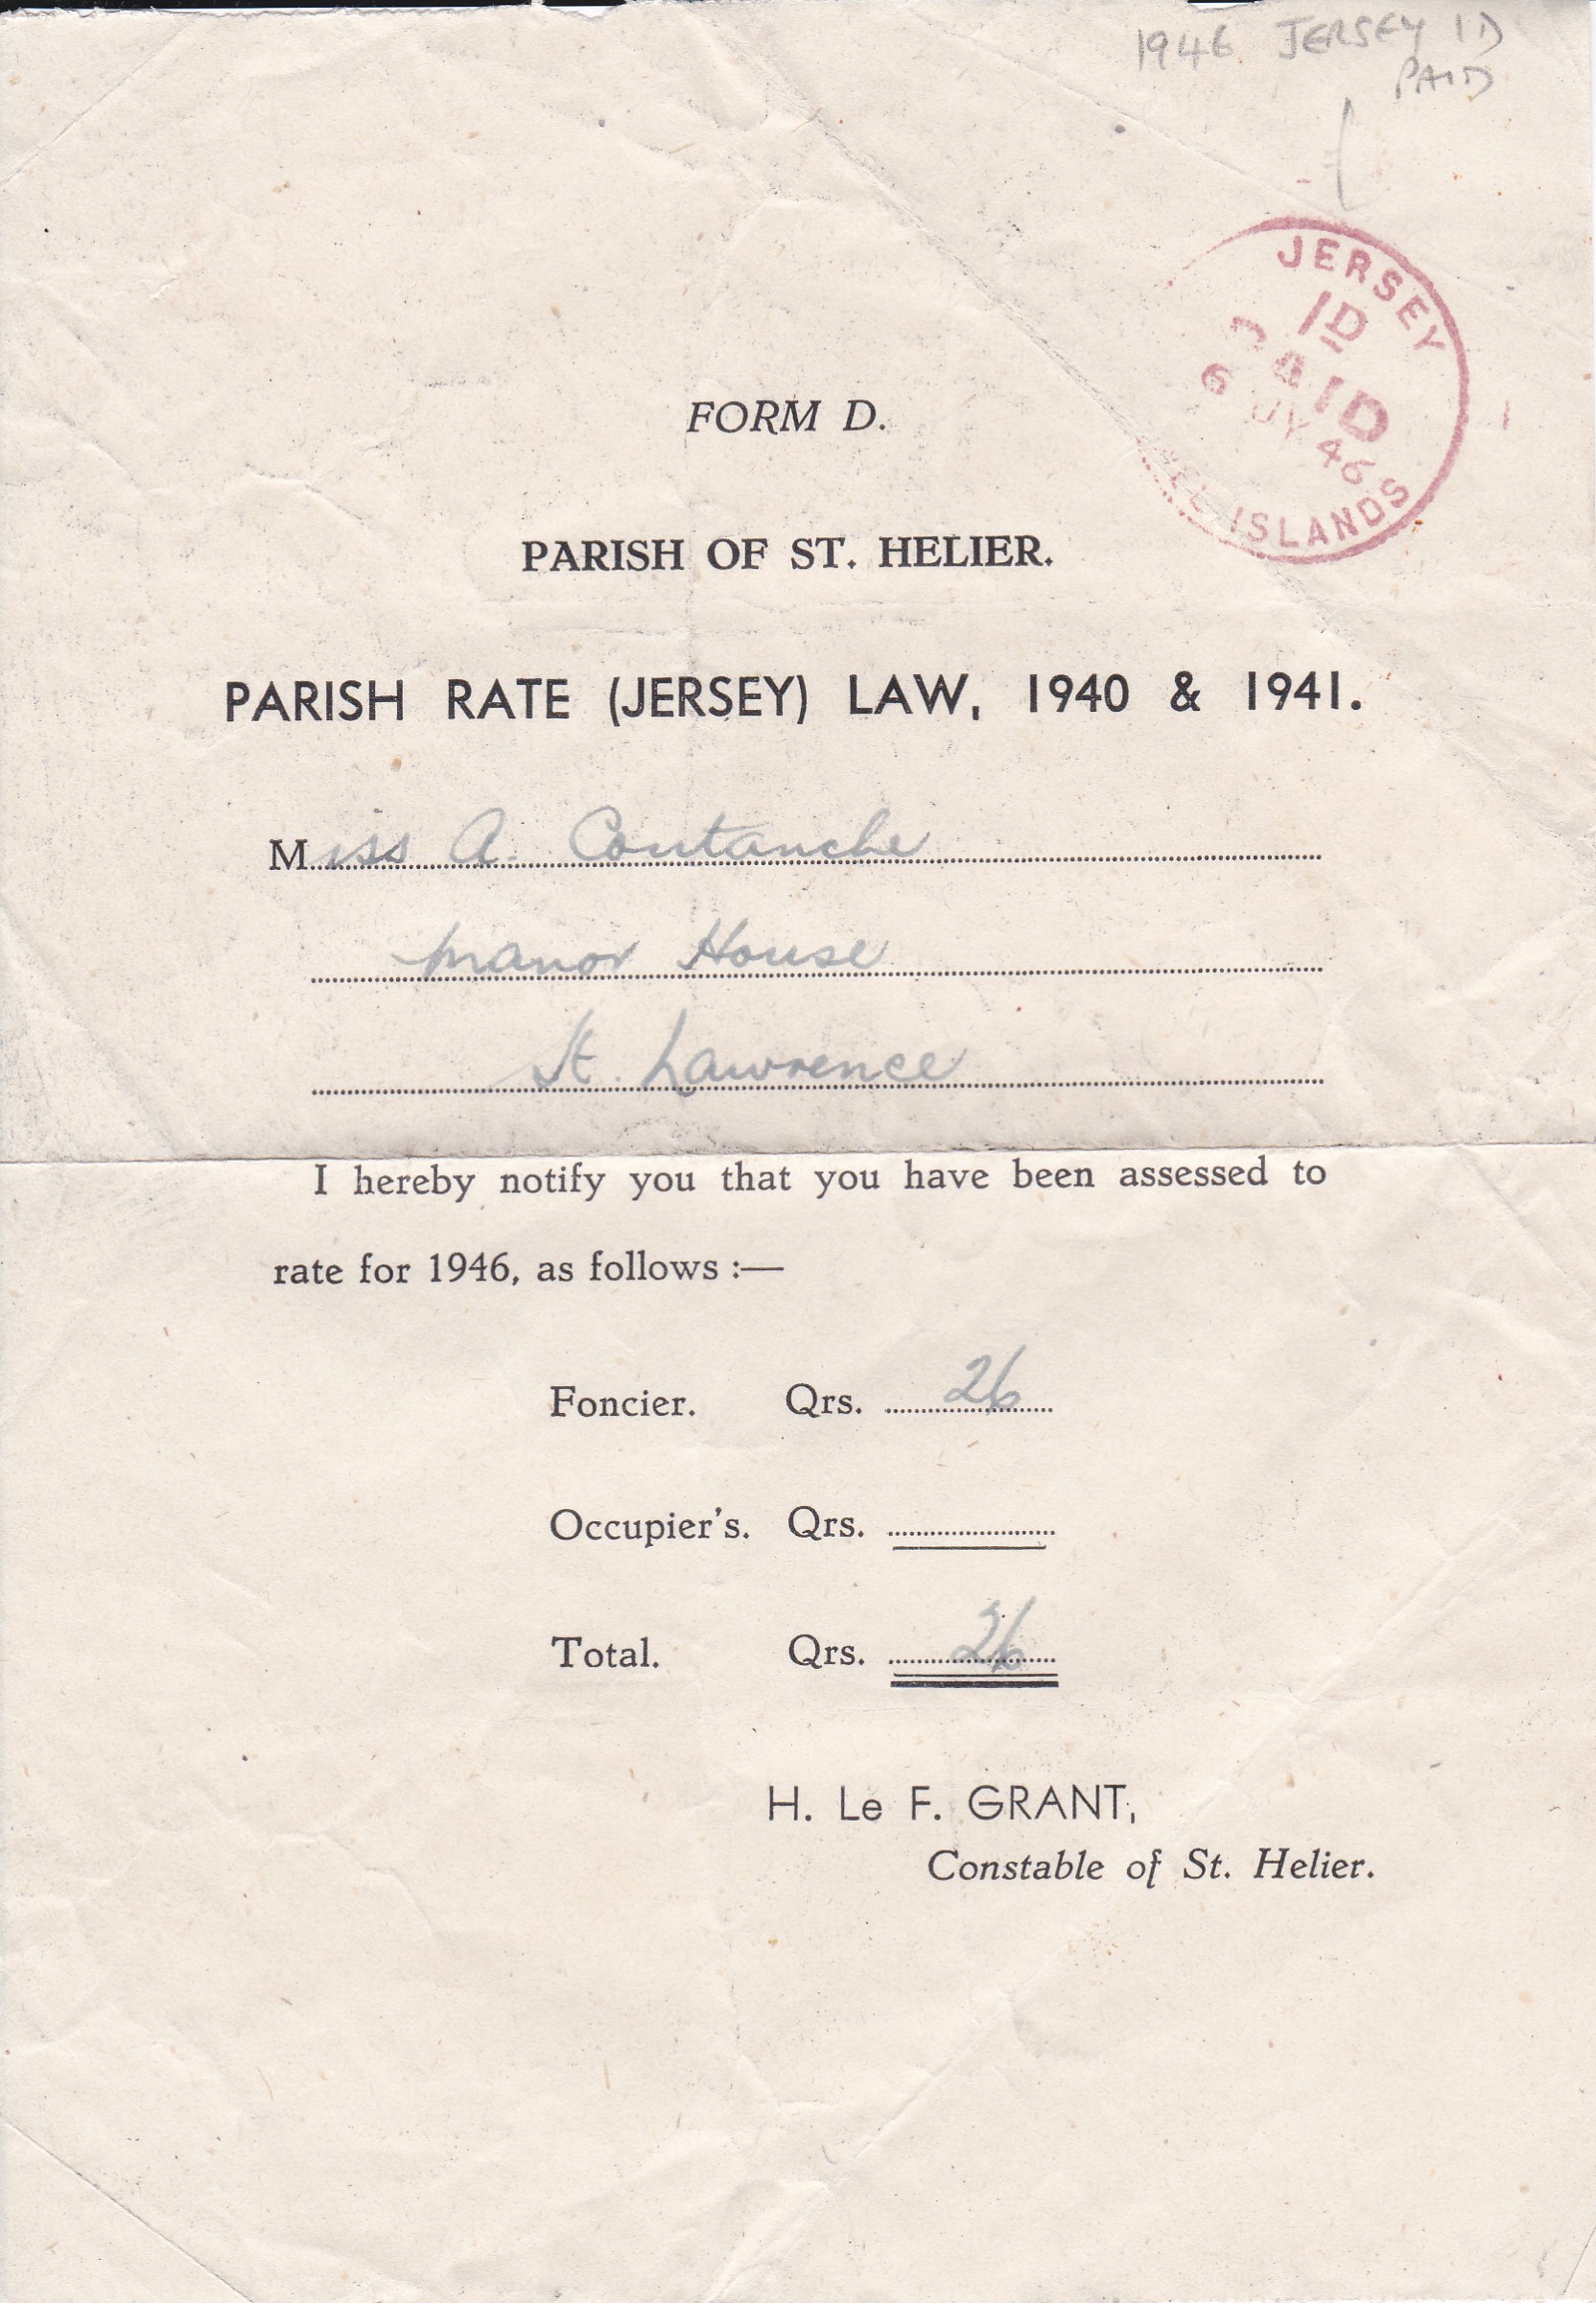 1946 JERSEY 1D
PAID
JERSEY
1D
PAID
6 JY 46
ISLANDS
FORM D.
PARISH OF ST. HELIER.
PARISH RATE (JERSEY) LAW, 1940 & 1941.
Miss A. Coutanche
Manor House
St. Lawrence
I hereby notify you that you have been assessed to
rate for 1946, as follows :—
Foncier. Qrs. 26
Occupier's. Qrs.
Total. Qrs. 26
H. Le F. GRANT,
Constable of St. Helier.